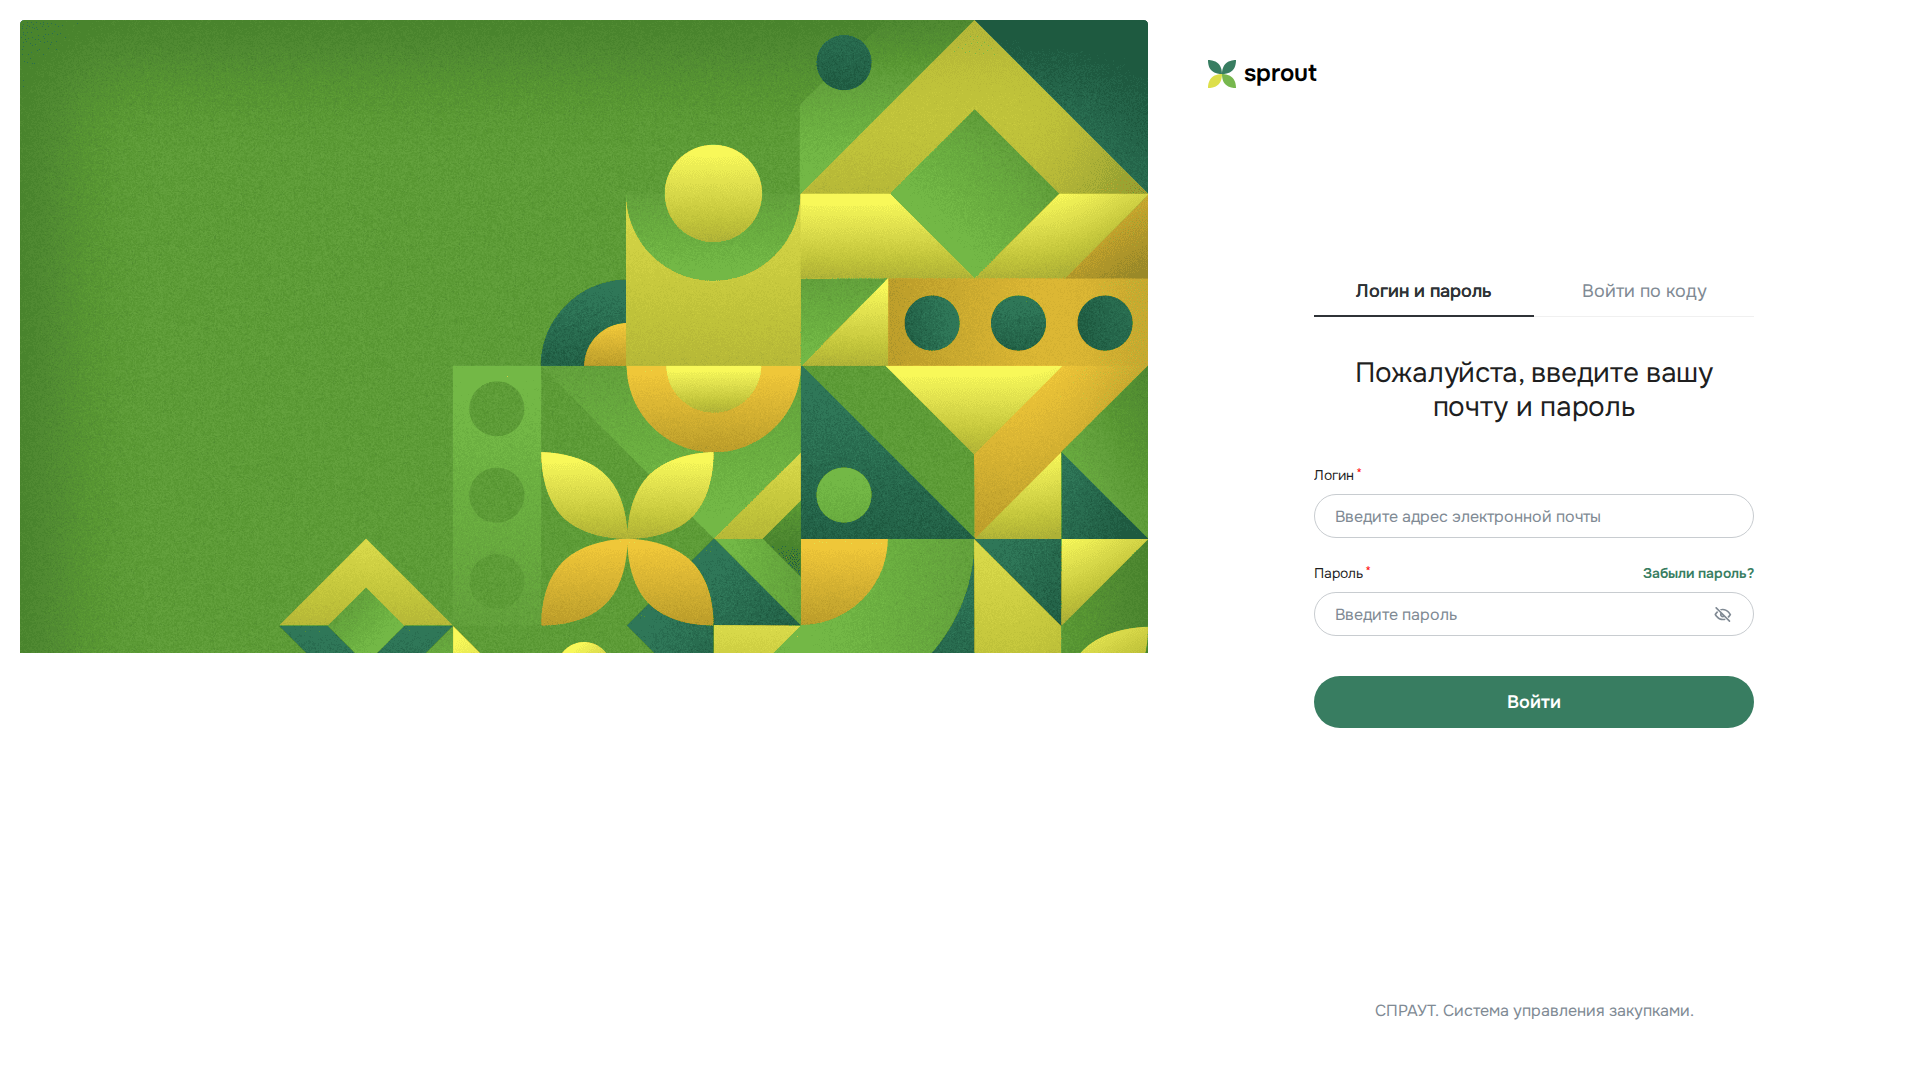 sprout
Логин и пароль
Войти по коду
Пожалуйста, введите вашу
почту и пароль
Логин *
Введите адрес электронной почты
Пароль *
Забыли пароль?
Введите пароль
Войти
СПРАУТ. Система управления закупками.